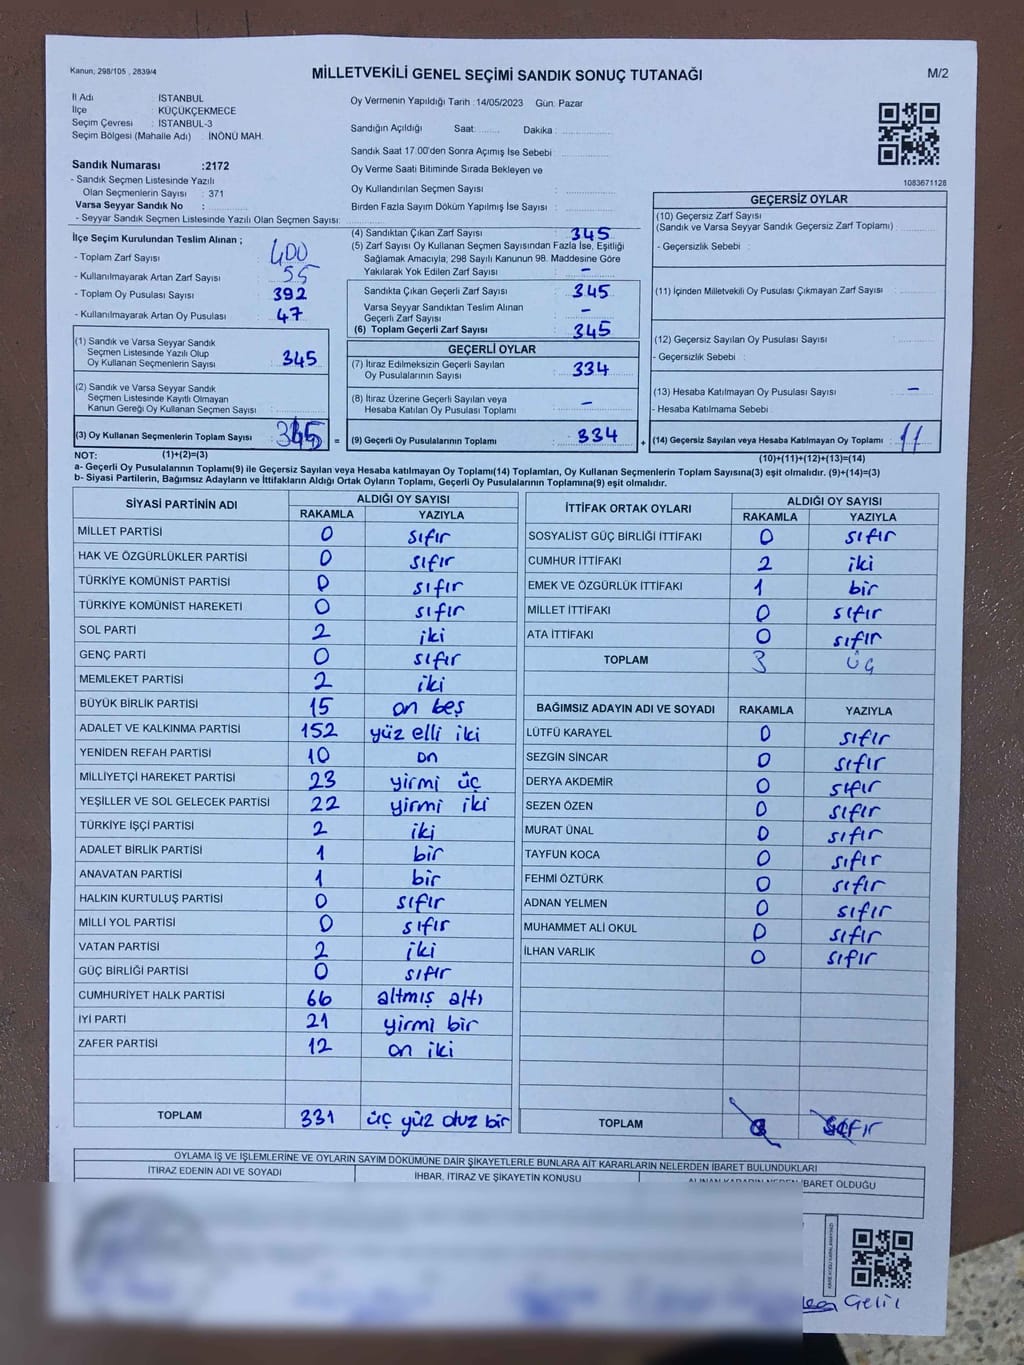 Kanun; 298/105 , 2839/4
MİLLETVEKİLİ GENEL SEÇİMİ SANDIK SONUÇ TUTANAĞI
M/2
İl Adı : İSTANBUL
İlçe : KÜÇÜKÇEKMECE
Seçim Çevresi : İSTANBUL-3
Seçim Bölgesi (Mahalle Adı) : İNÖNÜ MAH.
Sandık Numarası :2172
- Sandık Seçmen Listesinde Yazılı
Olan Seçmenlerin Sayısı : 371
Varsa Seyyar Sandık No :
- Seyyar Sandık Seçmen Listesinde Yazılı Olan Seçmen Sayısı:
Oy Vermenin Yapıldığı Tarih :14/05/2023 Gün: Pazar
Sandığın Açıldığı Saat: Dakika :
Sandık Saat 17:00'den Sonra Açımış İse Sebebi :
Oy Verme Saati Bitiminde Sırada Bekleyen ve
Oy Kullandırılan Seçmen Sayısı :
Birden Fazla Sayım Döküm Yapılmış İse Sayısı :
1083671128
İlçe Seçim Kurulundan Teslim Alınan ;
- Toplam Zarf Sayısı : 400
- Kullanılmayarak Artan Zarf Sayısı : 55
- Toplam Oy Pusulası Sayısı : 392
- Kullanılmayarak Artan Oy Pusulası : 47
(1) Sandık ve Varsa Seyyar Sandık
Seçmen Listesinde Yazılı Olup
Oy Kullanan Seçmenlerin Sayısı : 345
(2) Sandık ve Varsa Seyyar Sandık
Seçmen Listesinde Kayıtlı Olmayan
Kanun Gereği Oy Kullanan Seçmen Sayısı :
(3) Oy Kullanan Seçmenlerin Toplam Sayısı : 345 =
(4) Sandıktan Çıkan Zarf Sayısı : 345
(5) Zarf Sayısı Oy Kullanan Seçmen Sayısından Fazla İse, Eşitliği
Sağlamak Amacıyla; 298 Sayılı Kanunun 98. Maddesine Göre
Yakılarak Yok Edilen Zarf Sayısı : –
Sandıkta Çıkan Geçerli Zarf Sayısı : 345
Varsa Seyyar Sandıktan Teslim Alınan
Geçerli Zarf Sayısı : –
(6) Toplam Geçerli Zarf Sayısı : 345
GEÇERLİ OYLAR
(7) İtiraz Edilmeksizin Geçerli Sayılan
Oy Pusulalarının Sayısı : 334
(8) İtiraz Üzerine Geçerli Sayılan veya
Hesaba Katılan Oy Pusulası Toplamı : –
(9) Geçerli Oy Pusulalarının Toplamı : 334 +
GEÇERSİZ OYLAR
(10) Geçersiz Zarf Sayısı
(Sandık ve Varsa Seyyar Sandık Geçersiz Zarf Toplamı) :
- Geçersizlik Sebebi :
(11) İçinden Milletvekili Oy Pusulası Çıkmayan Zarf Sayısı :
(12) Geçersiz Sayılan Oy Pusulası Sayısı :
- Geçersizlik Sebebi :
(13) Hesaba Katılmayan Oy Pusulası Sayısı : –
- Hesaba Katılmama Sebebi :
(14) Geçersiz Sayılan veya Hesaba Katılmayan Oy Toplamı : 11
NOT: (1)+(2)=(3)
(10)+(11)+(12)+(13)=(14)
a- Geçerli Oy Pusulalarının Toplamı(9) ile Geçersiz Sayılan veya Hesaba katılmayan Oy Toplamı(14) Toplamları, Oy Kullanan Seçmenlerin Toplam Sayısına(3) eşit olmalıdır. (9)+(14)=(3)
b- Siyasi Partilerin, Bağımsız Adayların ve İttifakların Aldığı Ortak Oyların Toplamı, Geçerli Oy Pusulalarının Toplamına(9) eşit olmalıdır.
SİYASİ PARTİNİN ADI ALDIĞI OY SAYISI
RAKAMLA YAZIYLA
MİLLET PARTİSİ 0 sıfır
HAK VE ÖZGÜRLÜKLER PARTİSİ 0 sıfır
TÜRKİYE KOMÜNİST PARTİSİ 0 sıfır
TÜRKİYE KOMÜNİST HAREKETİ 0 sıfır
SOL PARTİ 2 iki
GENÇ PARTİ 0 sıfır
MEMLEKET PARTİSİ 2 iki
BÜYÜK BİRLİK PARTİSİ 15 on beş
ADALET VE KALKINMA PARTİSİ 152 yüz elli iki
YENİDEN REFAH PARTİSİ 10 on
MİLLİYETÇİ HAREKET PARTİSİ 23 yirmi üç
YEŞİLLER VE SOL GELECEK PARTİSİ 22 yirmi iki
TÜRKİYE İŞÇİ PARTİSİ 2 iki
ADALET BİRLİK PARTİSİ 1 bir
ANAVATAN PARTİSİ 1 bir
HALKIN KURTULUŞ PARTİSİ 0 sıfır
MİLLİ YOL PARTİSİ 0 sıfır
VATAN PARTİSİ 2 iki
GÜÇ BİRLİĞİ PARTİSİ 0 sıfır
CUMHURİYET HALK PARTİSİ 66 altmış altı
İYİ PARTİ 21 yirmi bir
ZAFER PARTİSİ 12 on iki
TOPLAM 331 üç yüz otuz bir
İTTİFAK ORTAK OYLARI ALDIĞI OY SAYISI
RAKAMLA YAZIYLA
SOSYALİST GÜÇ BİRLİĞİ İTTİFAKI 0 sıfır
CUMHUR İTTİFAKI 2 iki
EMEK VE ÖZGÜRLÜK İTTİFAKI 1 bir
MİLLET İTTİFAKI 0 sıfır
ATA İTTİFAKI 0 sıfır
TOPLAM 3 üç
BAĞIMSIZ ADAYIN ADI VE SOYADI RAKAMLA YAZIYLA
LÜTFÜ KARAYEL 0 sıfır
SEZGİN SİNCAR 0 sıfır
DERYA AKDEMİR 0 sıfır
SEZEN ÖZEN 0 sıfır
MURAT ÜNAL 0 sıfır
TAYFUN KOCA 0 sıfır
FEHMİ ÖZTÜRK 0 sıfır
ADNAN YELMEN 0 sıfır
MUHAMMET ALİ OKUL 0 sıfır
İLHAN VARLIK 0 sıfır
TOPLAM sıfır
OYLAMA İŞ VE İŞLEMLERİNE VE OYLARIN SAYIM DÖKÜMÜNE DAİR ŞİKAYETLERLE BUNLARA AİT KARARLARIN NELERDEN İBARET BULUNDUKLARI
İTİRAZ EDENİN ADI VE SOYADI İHBAR, İTİRAZ VE ŞİKAYETİN KONUSU İBARET OLDUĞU
Gelil